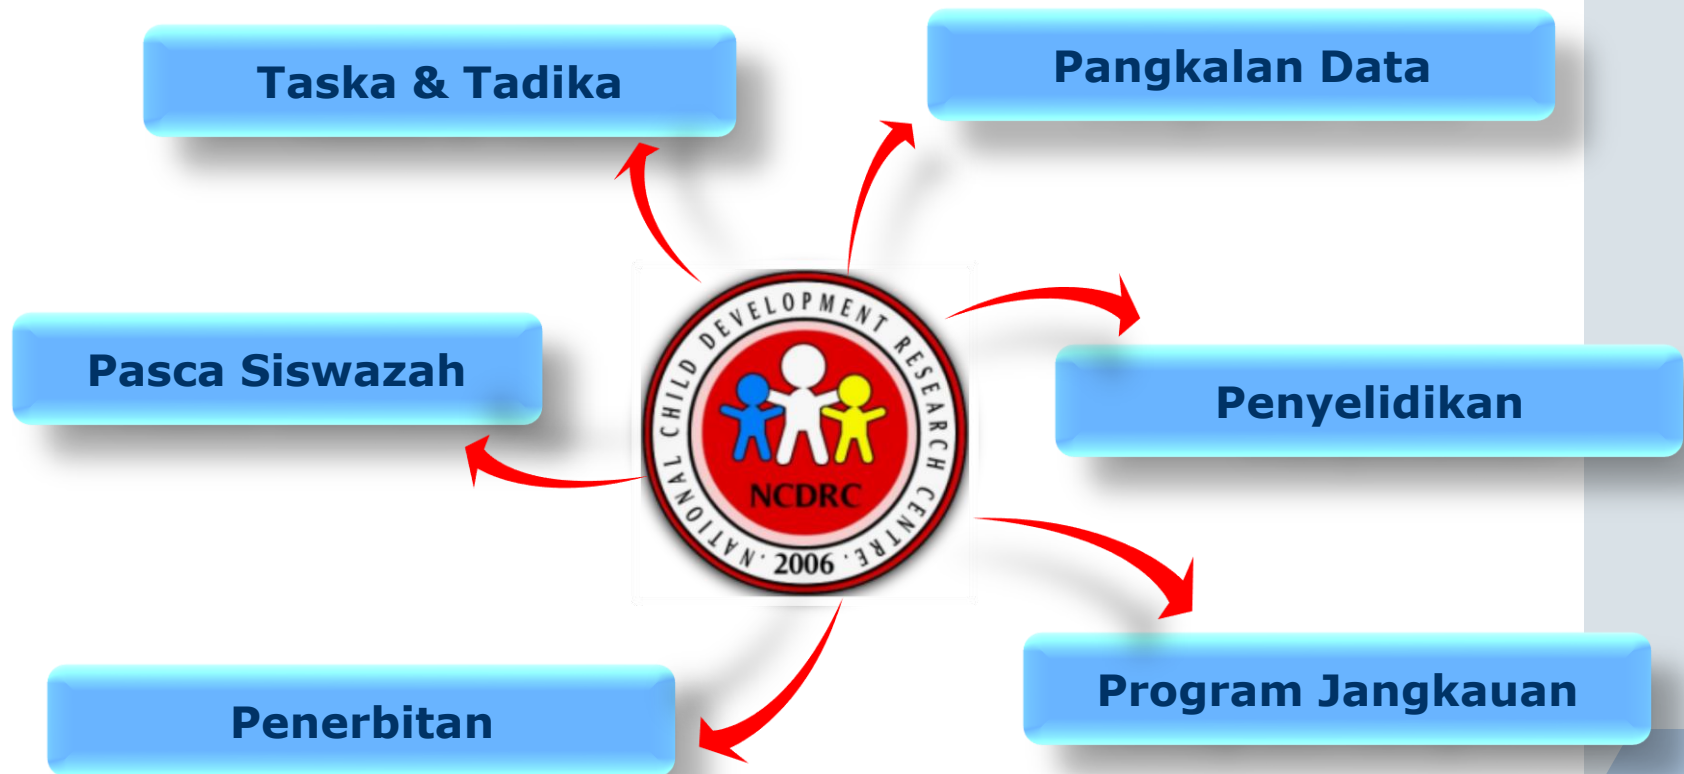 Taska & Tadika
Pangkalan Data
Pasca Siswazah
Penyelidikan
NATIONAL CHILD DEVELOPMENT RESEARCH CENTRE
NCDRC
· 2006 ·
Penerbitan
Program Jangkauan